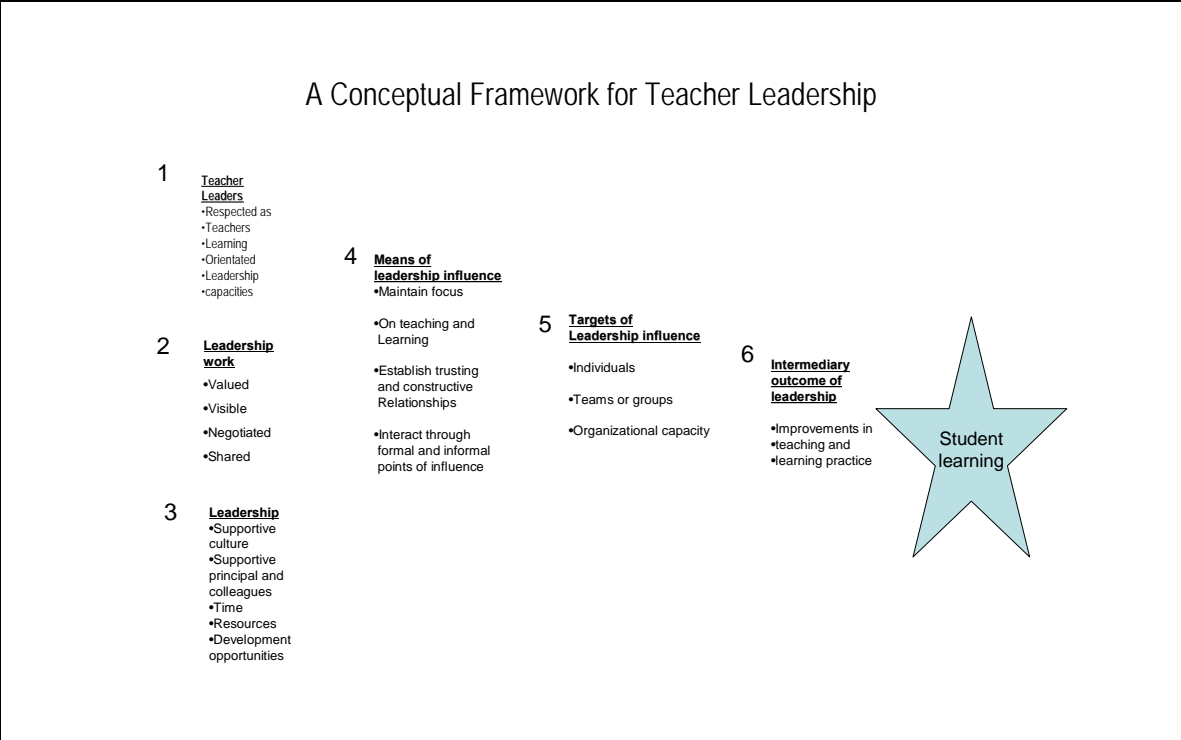 A Conceptual Framework for Teacher Leadership
1
Teacher
Leaders
•Respected as
•Teachers
•Learning
•Orientated
•Leadership
•capacities
2
Leadership
work
•Valued
•Visible
•Negotiated
•Shared
3
Leadership
•Supportive
culture
•Supportive
principal and
colleagues
•Time
•Resources
•Development
opportunities
4
Means of
leadership influence
•Maintain focus
•On teaching and
Learning
•Establish trusting
and constructive
Relationships
•Interact through
formal and informal
points of influence
5
Targets of
Leadership influence
•Individuals
•Teams or groups
•Organizational capacity
6
Intermediary
outcome of
leadership
•Improvements in
•teaching and
•learning practice
Student
learning